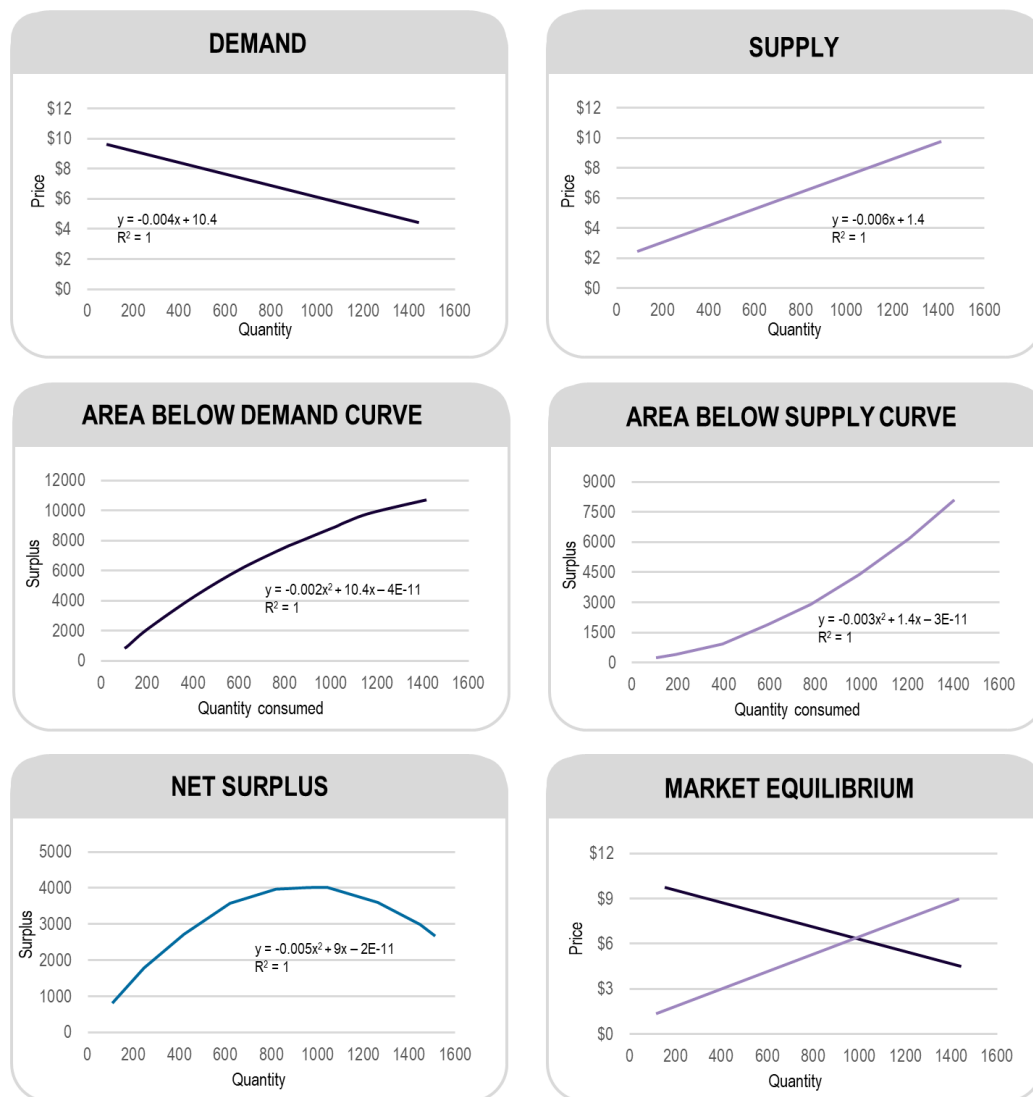 DEMAND
$12
$10
$8
$6
$4
$2
$0
Price
y = -0.004x + 10.4
R² = 1
0 200 400 600 800 1000 1200 1400 1600
Quantity
SUPPLY
$12
$10
$8
$6
$4
$2
$0
Price
y = -0.006x + 1.4
R² = 1
0 200 400 600 800 1000 1200 1400 1600
Quantity
AREA BELOW DEMAND CURVE
12000
10000
8000
6000
4000
2000
0
Surplus
y = -0.002x² + 10.4x – 4E-11
R² = 1
0 200 400 600 800 1000 1200 1400 1600
Quantity consumed
AREA BELOW SUPPLY CURVE
9000
7500
6000
4500
3000
1500
0
Surplus
y = -0.003x² + 1.4x – 3E-11
R² = 1
0 200 400 600 800 1000 1200 1400 1600
Quantity consumed
NET SURPLUS
5000
4000
3000
2000
1000
0
Surplus
y = -0.005x² + 9x – 2E-11
R² = 1
0 200 400 600 800 1000 1200 1400 1600
Quantity
MARKET EQUILIBRIUM
$12
$9
$6
$3
$0
Price
0 200 400 600 800 1000 1200 1400 1600
Quantity